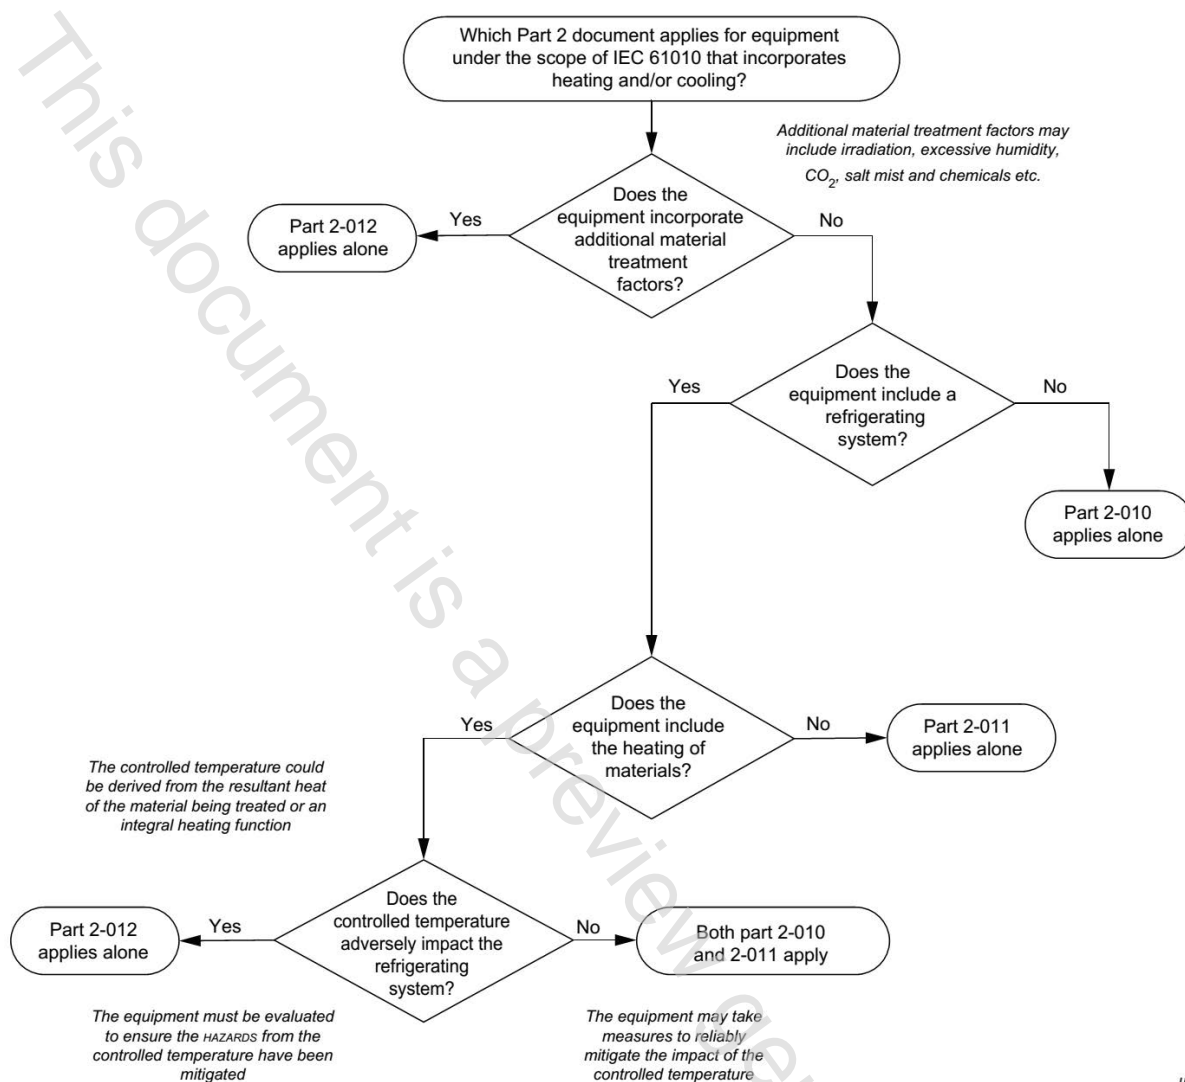 Which Part 2 document applies for equipment
under the scope of IEC 61010 that incorporates
heating and/or cooling?
Additional material treatment factors may
include irradiation, excessive humidity,
CO2, salt mist and chemicals etc.
Does the
equipment incorporate
additional material
treatment
factors?
Yes
No
Part 2-012
applies alone
Does the
equipment include a
refrigerating
system?
Yes
No
Part 2-010
applies alone
Does the
equipment include
the heating of
materials?
Yes
No
Part 2-011
applies alone
The controlled temperature could
be derived from the resultant heat
of the material being treated or an
integral heating function
Does the
controlled temperature
adversely impact the
refrigerating
system?
Yes
No
Part 2-012
applies alone
Both part 2-010
and 2-011 apply
The equipment must be evaluated
to ensure the HAZARDS from the
controlled temperature have been
mitigated
The equipment may take
measures to reliably
mitigate the impact of the
controlled temperature
This document is a preview ge